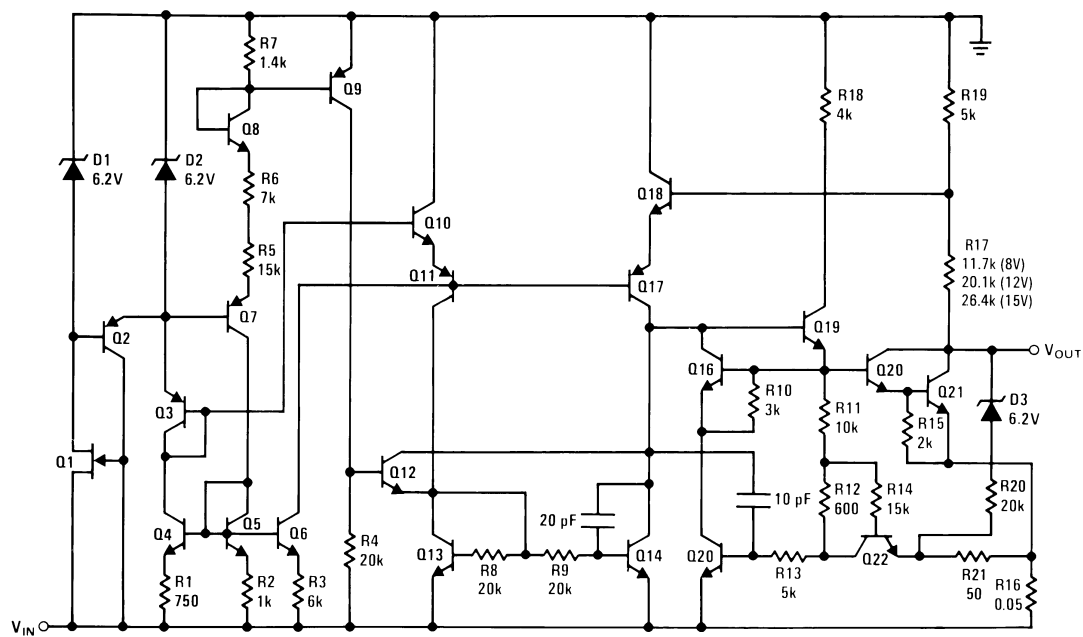 R7
1.4k
Q9
Q8
R18
4k
R19
5k
D1
6.2V
D2
6.2V
R6
7k
Q18
Q10
R5
15k
R17
11.7k (8V)
20.1k (12V)
26.4k (15V)
Q11
Q17
Q2
Q7
Q19
VOUT
Q16
Q20
Q21
Q3
R10
3k
R11
10k
R15
2k
D3
6.2V
Q1
Q12
10 pF
R12
600
R14
15k
R20
20k
20 pF
Q4
Q5
Q6
R4
20k
Q13
R8
20k
R9
20k
Q14
Q20
R13
5k
Q22
R21
50
R16
0.05
R1
750
R2
1k
R3
6k
VIN